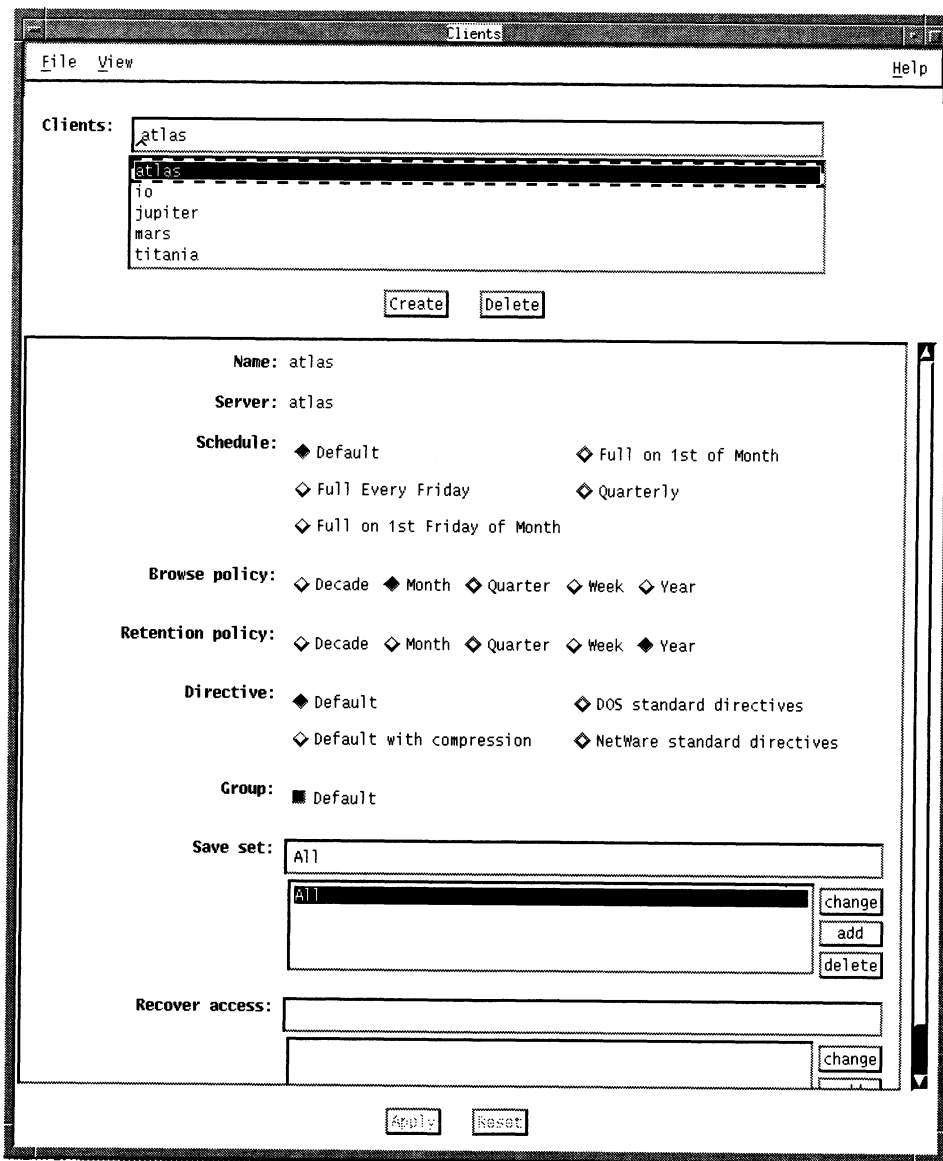 Clients
File View Help
Clients: atlas
atlas
io
jupiter
mars
titania
Create Delete
Name: atlas
Server: atlas
Schedule: Default Full on 1st of Month
Full Every Friday Quarterly
Full on 1st Friday of Month
Browse policy: Decade Month Quarter Week Year
Retention policy: Decade Month Quarter Week Year
Directive: Default DOS standard directives
Default with compression NetWare standard directives
Group: Default
Save set: All
All change
add
delete
Recover access:
change
Apply Reset